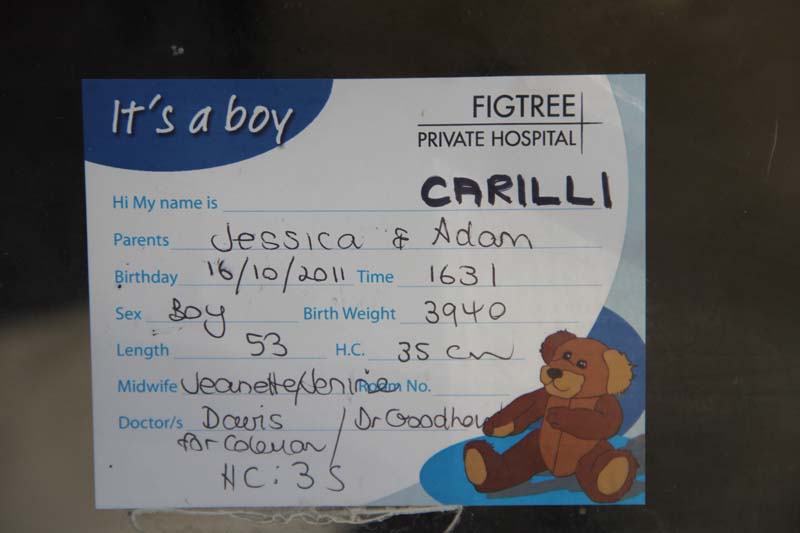 It's a boy
FIGTREE
PRIVATE HOSPITAL
Hi My name is CARILLI
Parents Jessica & Adam
Birthday 16/10/2011 Time 1631
Sex Boy Birth Weight 3940
Length 53 H.C. 35 cm
Midwife Jeanette/ Room No.
Doctor/s Davis / Dr
for Coleman
HC: 35